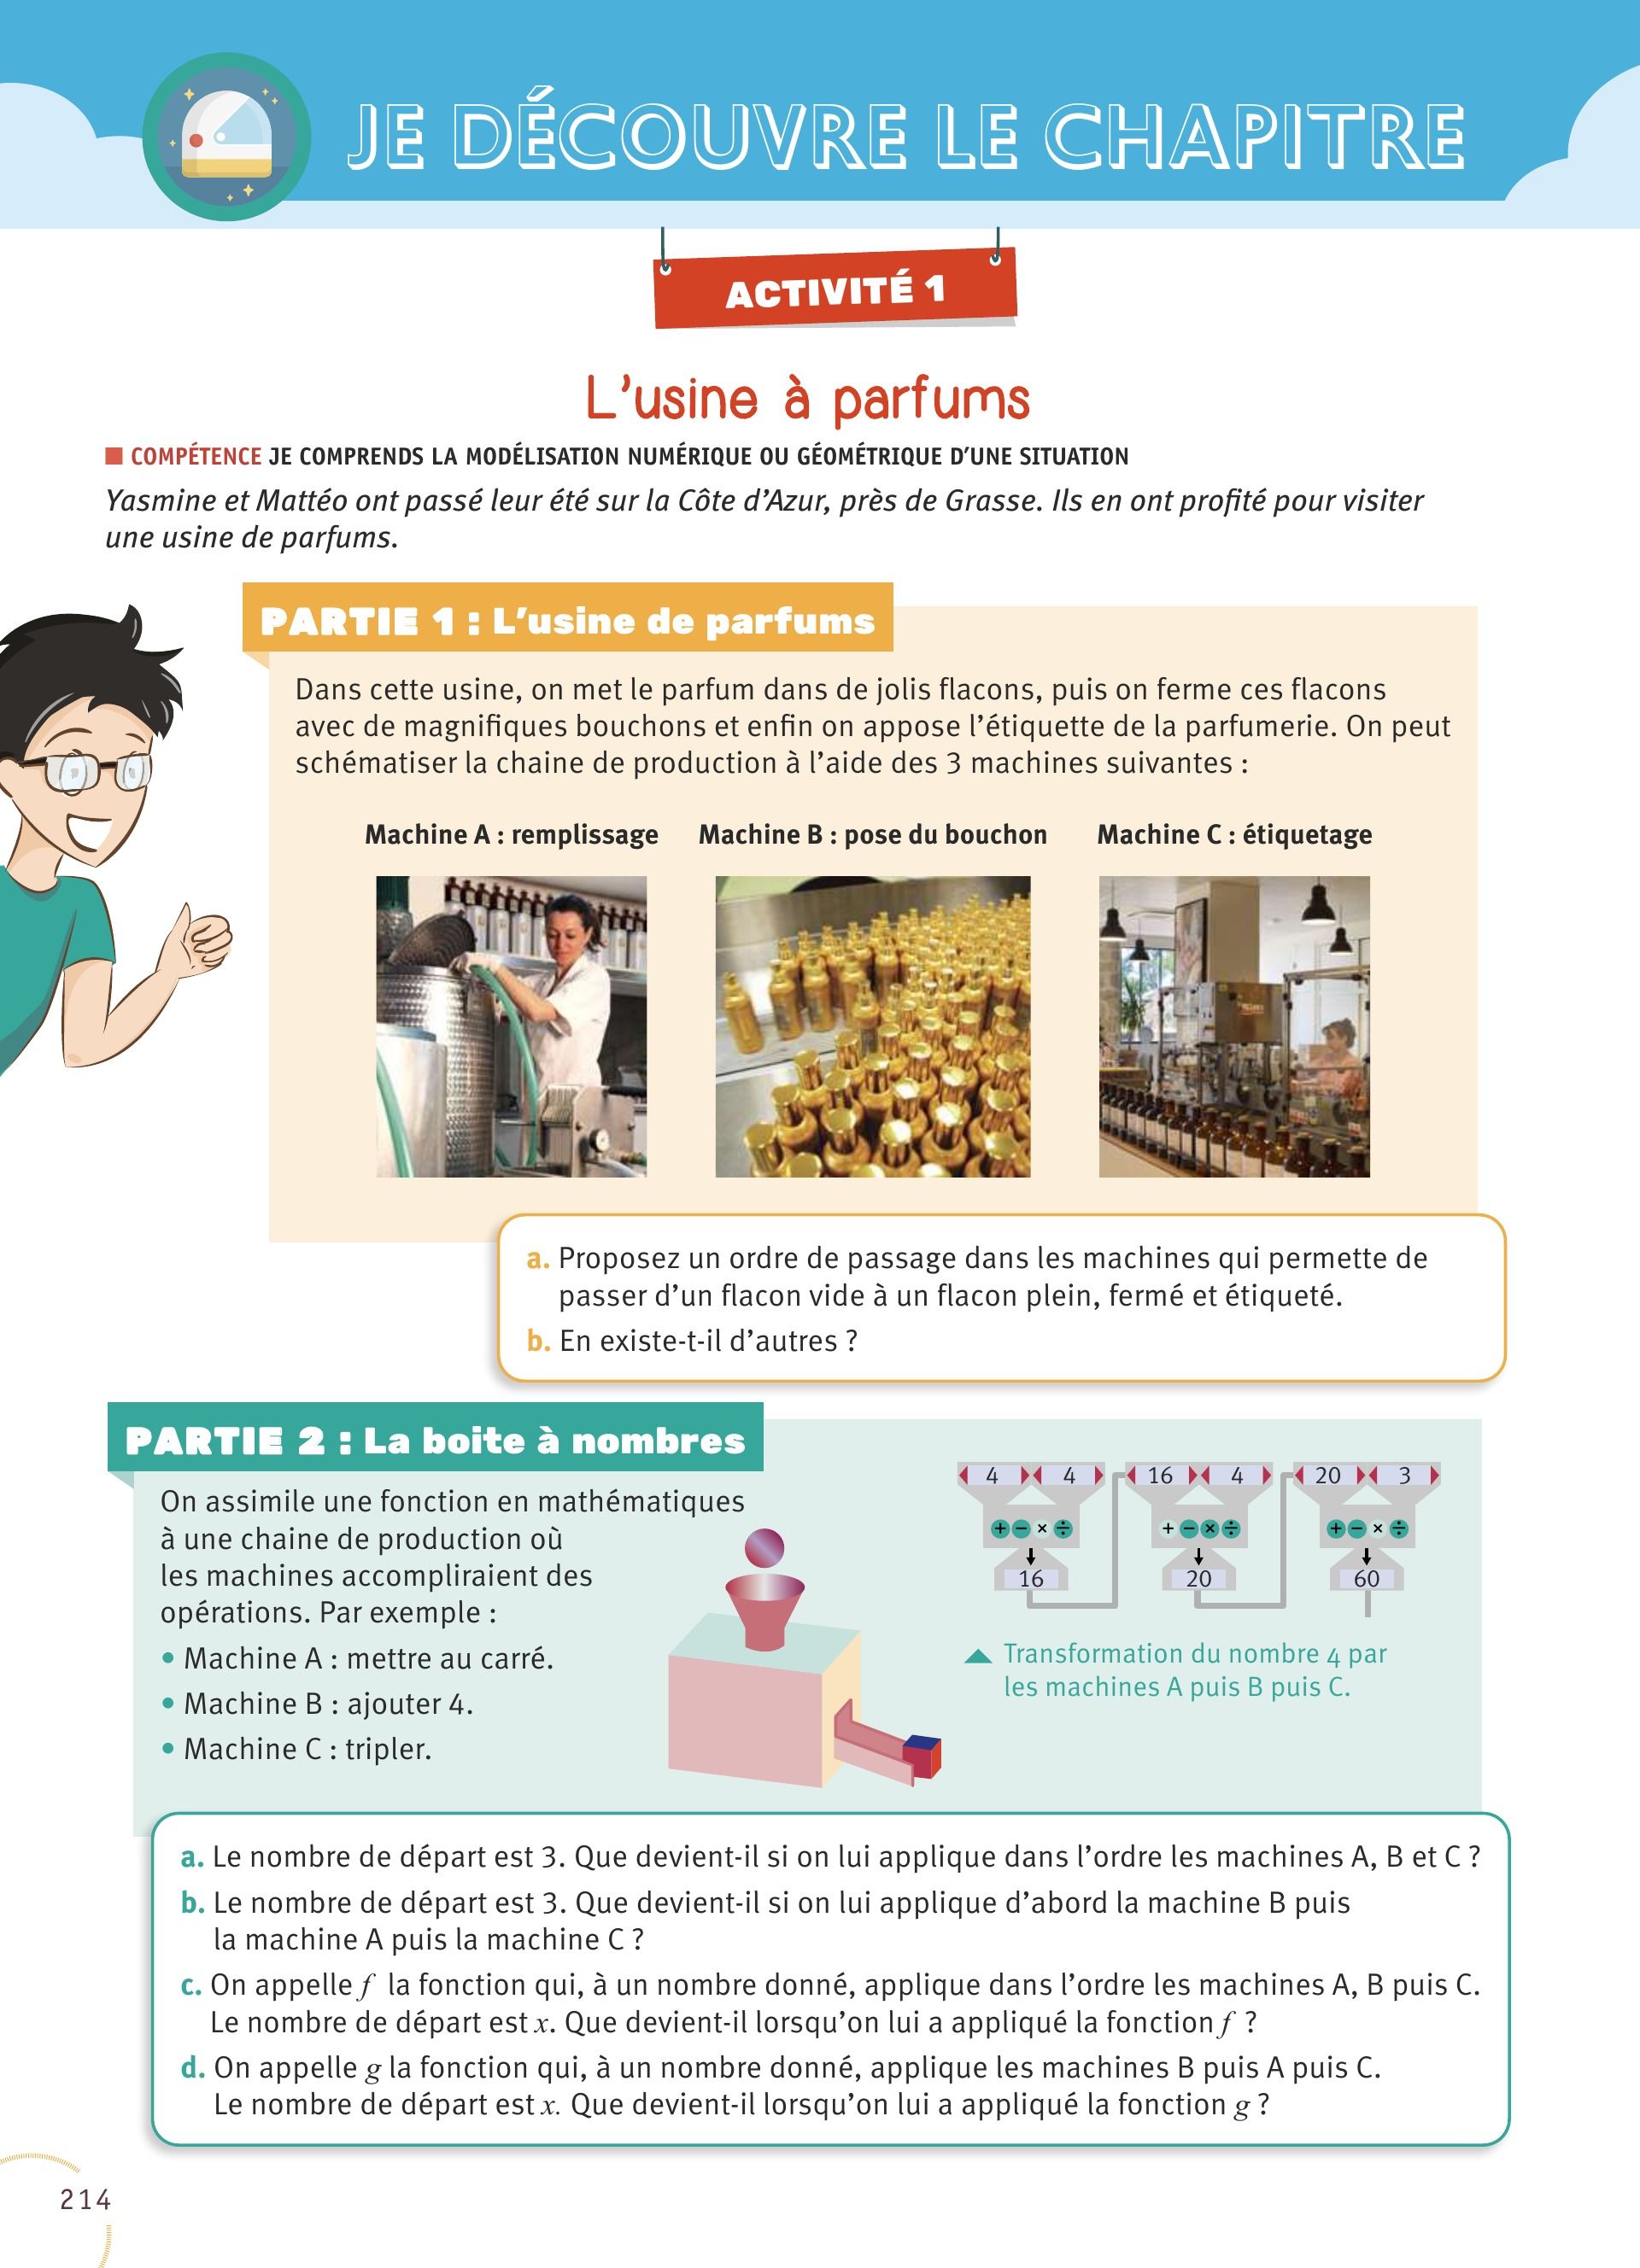 JE DÉCOUVRE LE CHAPITRE
ACTIVITÉ 1
L'usine à parfums
COMPÉTENCE JE COMPRENDS LA MODÉLISATION NUMÉRIQUE OU GÉOMÉTRIQUE D'UNE SITUATION
Yasmine et Mattéo ont passé leur été sur la Côte d'Azur, près de Grasse. Ils en ont profité pour visiter
une usine de parfums.
PARTIE 1 : L'usine de parfums
Dans cette usine, on met le parfum dans de jolis flacons, puis on ferme ces flacons
avec de magnifiques bouchons et enfin on appose l'étiquette de la parfumerie. On peut
schématiser la chaine de production à l'aide des 3 machines suivantes :
Machine A : remplissage Machine B : pose du bouchon Machine C : étiquetage
a. Proposez un ordre de passage dans les machines qui permette de
passer d'un flacon vide à un flacon plein, fermé et étiqueté.
b. En existe-t-il d'autres ?
PARTIE 2 : La boite à nombres
On assimile une fonction en mathématiques
à une chaine de production où
les machines accompliraient des
opérations. Par exemple :
• Machine A : mettre au carré.
• Machine B : ajouter 4.
• Machine C : tripler.
4 4 16 4 20 3
+ − × ÷ + − × ÷ + − × ÷
16 20 60
Transformation du nombre 4 par
les machines A puis B puis C.
a. Le nombre de départ est 3. Que devient-il si on lui applique dans l'ordre les machines A, B et C ?
b. Le nombre de départ est 3. Que devient-il si on lui applique d'abord la machine B puis
la machine A puis la machine C ?
c. On appelle f la fonction qui, à un nombre donné, applique dans l'ordre les machines A, B puis C.
Le nombre de départ est x. Que devient-il lorsqu'on lui a appliqué la fonction f ?
d. On appelle g la fonction qui, à un nombre donné, applique les machines B puis A puis C.
Le nombre de départ est x. Que devient-il lorsqu'on lui a appliqué la fonction g ?
214